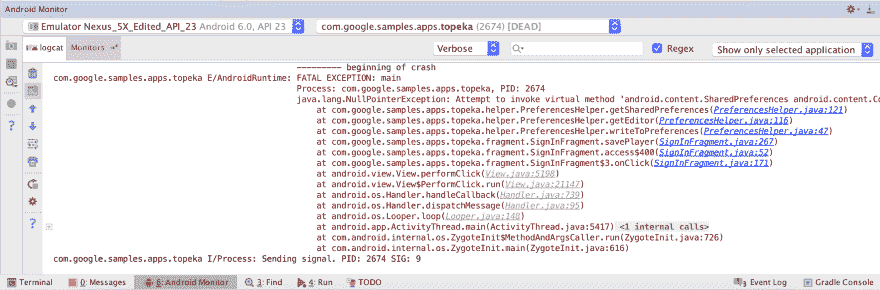 Android Monitor
Emulator Nexus_5X_Edited_API_23 Android 6.0, API 23
com.google.samples.apps.topeka (2674) [DEAD]
logcat Monitors Verbose Regex Show only selected application
--------- beginning of crash
com.google.samples.apps.topeka E/AndroidRuntime: FATAL EXCEPTION: main
Process: com.google.samples.apps.topeka, PID: 2674
java.lang.NullPointerException: Attempt to invoke virtual method 'android.content.SharedPreferences android.content.Co
at com.google.samples.apps.topeka.helper.PreferencesHelper.getSharedPreferences(PreferencesHelper.java:121)
at com.google.samples.apps.topeka.helper.PreferencesHelper.getEditor(PreferencesHelper.java:116)
at com.google.samples.apps.topeka.helper.PreferencesHelper.writeToPreferences(PreferencesHelper.java:47)
at com.google.samples.apps.topeka.fragment.SignInFragment.savePlayer(SignInFragment.java:267)
at com.google.samples.apps.topeka.fragment.SignInFragment.access$400(SignInFragment.java:52)
at com.google.samples.apps.topeka.fragment.SignInFragment$3.onClick(SignInFragment.java:171)
at android.view.View.performClick(View.java:5198)
at android.view.View$PerformClick.run(View.java:21147)
at android.os.Handler.handleCallback(Handler.java:739)
at android.os.Handler.dispatchMessage(Handler.java:95)
at android.os.Looper.loop(Looper.java:148)
at android.app.ActivityThread.main(ActivityThread.java:5417) <1 internal calls>
at com.android.internal.os.ZygoteInit$MethodAndArgsCaller.run(ZygoteInit.java:726)
at com.android.internal.os.ZygoteInit.main(ZygoteInit.java:616)
com.google.samples.apps.topeka I/Process: Sending signal. PID: 2674 SIG: 9
Terminal 0: Messages 6: Android Monitor 3: Find 4: Run TODO Event Log Gradle Console